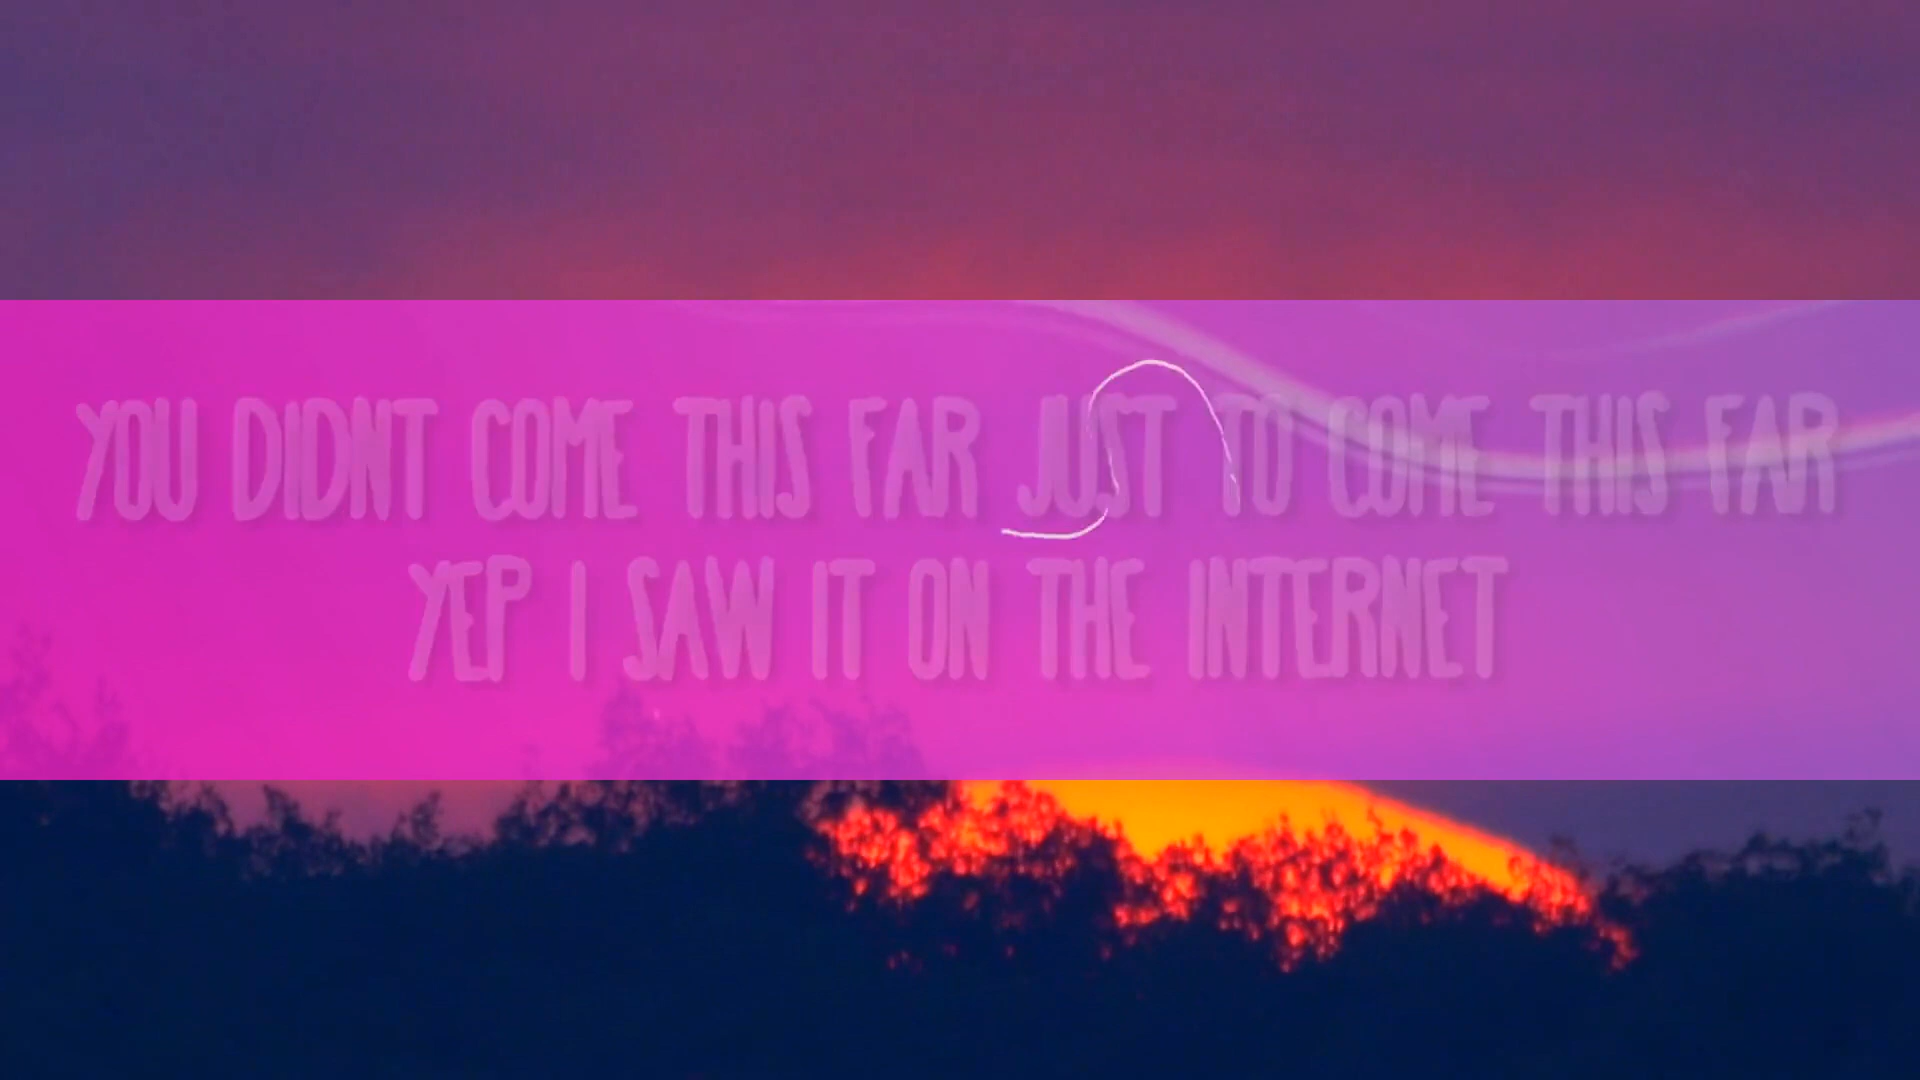 YOU DIDNT COME THIS FAR JUST TO COME THIS FAR
YEP I SAW IT ON THE INTERNET